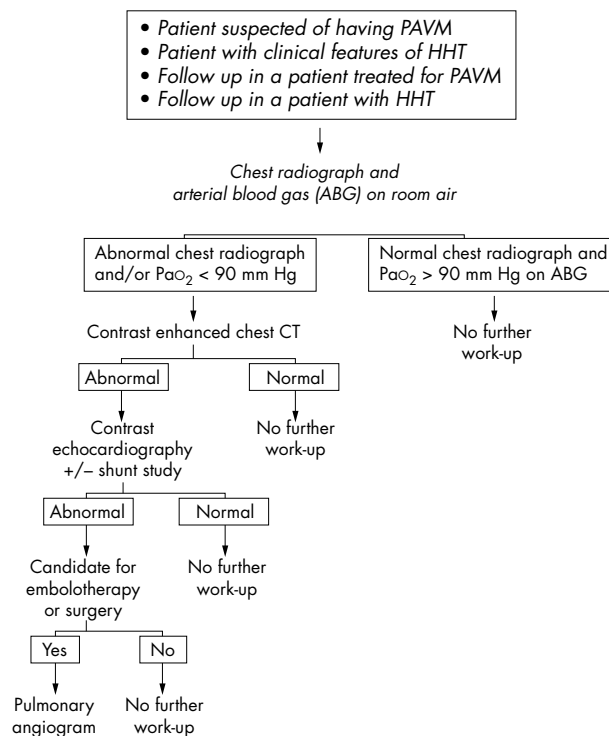 • Patient suspected of having PAVM
• Patient with clinical features of HHT
• Follow up in a patient treated for PAVM
• Follow up in a patient with HHT
Chest radiograph and
arterial blood gas (ABG) on room air
Abnormal chest radiograph
and/or PaO₂ < 90 mm Hg
Normal chest radiograph and
PaO₂ > 90 mm Hg on ABG
Contrast enhanced chest CT
No further
work-up
Abnormal
Normal
Contrast
echocardiography
+/– shunt study
No further
work-up
Abnormal
Normal
Candidate for
embolotherapy
or surgery
No further
work-up
Yes
No
Pulmonary
angiogram
No further
work-up